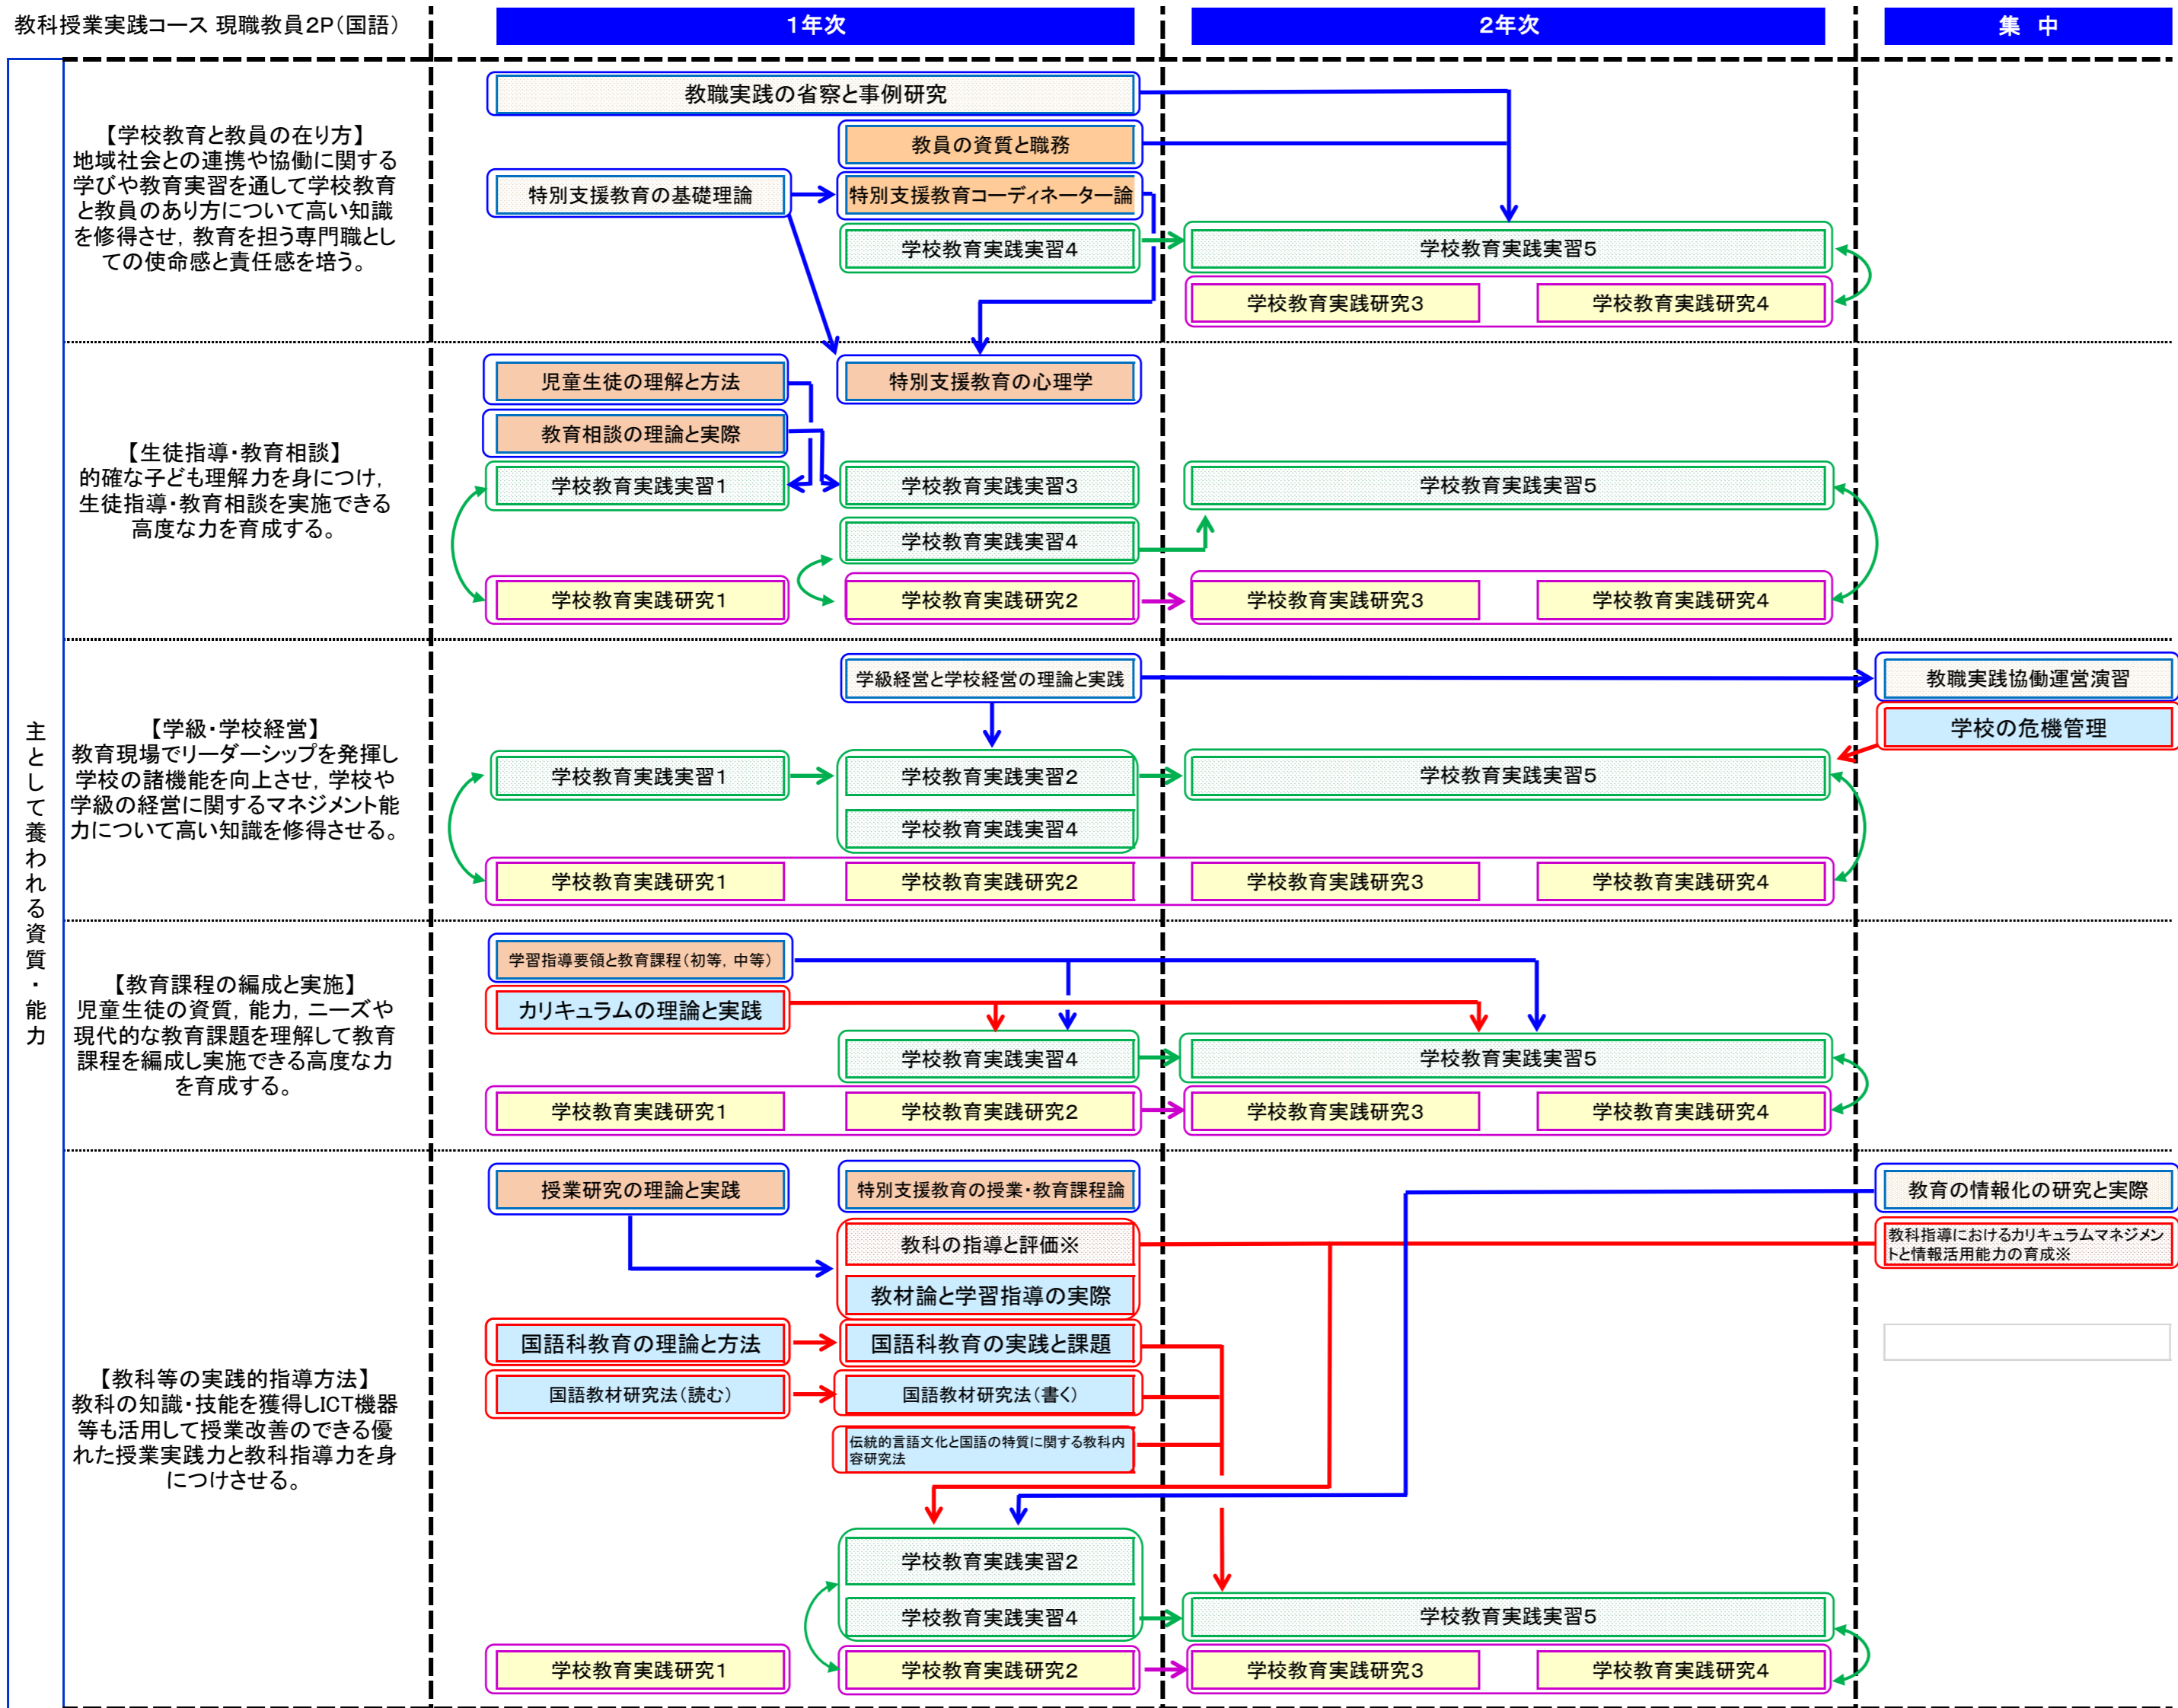 教科授業実践コース 現職教員2P(国語)
1年次
2年次
集 中
主として養われる資質・能力
【学校教育と教員の在り方】
地域社会との連携や協働に関する
学びや教育実習を通して学校教育
と教員のあり方について高い知識
を修得させ，教育を担う専門職とし
ての使命感と責任感を培う。
教職実践の省察と事例研究
教員の資質と職務
特別支援教育の基礎理論
特別支援教育コーディネーター論
学校教育実践実習4
学校教育実践実習5
学校教育実践研究3
学校教育実践研究4
【生徒指導・教育相談】
的確な子ども理解力を身につけ，
生徒指導・教育相談を実施できる
高度な力を育成する。
児童生徒の理解と方法
特別支援教育の心理学
教育相談の理論と実際
学校教育実践実習1
学校教育実践実習3
学校教育実践実習5
学校教育実践実習4
学校教育実践研究1
学校教育実践研究2
学校教育実践研究3
学校教育実践研究4
【学級・学校経営】
教育現場でリーダーシップを発揮し
学校の諸機能を向上させ，学校や
学級の経営に関するマネジメント能
力について高い知識を修得させる。
学級経営と学校経営の理論と実践
教職実践協働運営演習
学校の危機管理
学校教育実践実習1
学校教育実践実習2
学校教育実践実習5
学校教育実践実習4
学校教育実践研究1
学校教育実践研究2
学校教育実践研究3
学校教育実践研究4
【教育課程の編成と実施】
児童生徒の資質，能力，ニーズや
現代的な教育課題を理解して教育
課程を編成し実施できる高度な力
を育成する。
学習指導要領と教育課程(初等，中等)
カリキュラムの理論と実践
学校教育実践実習4
学校教育実践実習5
学校教育実践研究1
学校教育実践研究2
学校教育実践研究3
学校教育実践研究4
【教科等の実践的指導方法】
教科の知識・技能を獲得しICT機器
等も活用して授業改善のできる優
れた授業実践力と教科指導力を身
につけさせる。
授業研究の理論と実践
特別支援教育の授業・教育課程論
教育の情報化の研究と実際
教科の指導と評価※
教科指導におけるカリキュラムマネジメン
トと情報活用能力の育成※
教材論と学習指導の実際
国語科教育の理論と方法
国語科教育の実践と課題
国語教材研究法(読む)
国語教材研究法(書く)
伝統的言語文化と国語の特質に関する教科内
容研究法
学校教育実践実習2
学校教育実践実習4
学校教育実践実習5
学校教育実践研究1
学校教育実践研究2
学校教育実践研究3
学校教育実践研究4